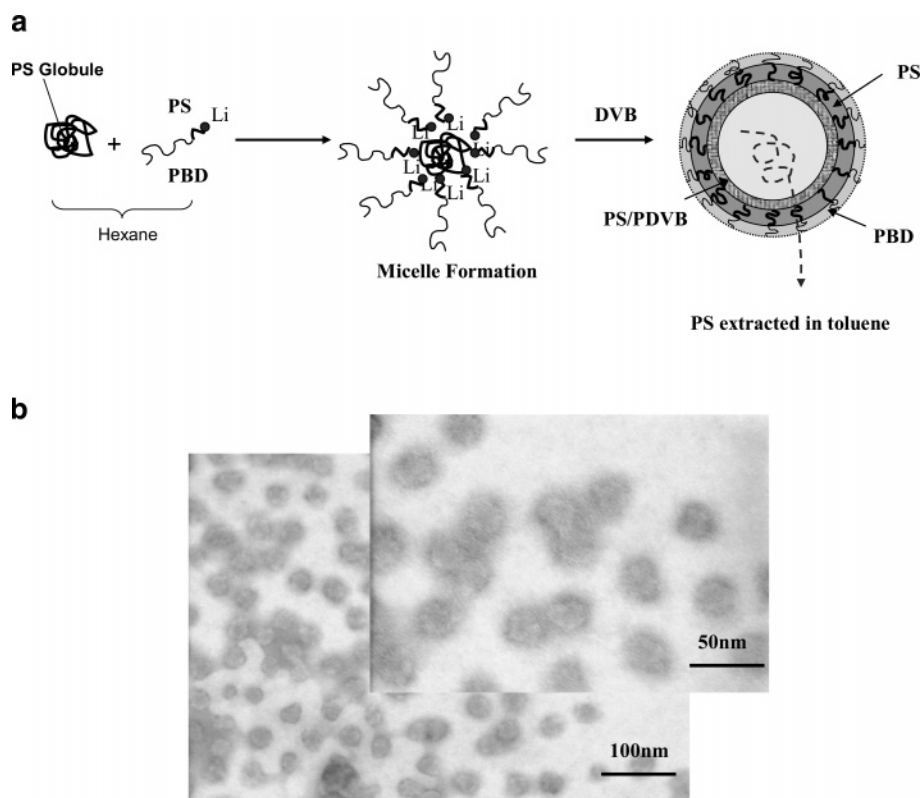 a
PS Globule
+
PS
Li
PBD
Hexane
Li
Li
Li
Li
Li
Li
Li
Micelle Formation
DVB
PS
PS/PDVB
PBD
PS extracted in toluene
b
50nm
100nm